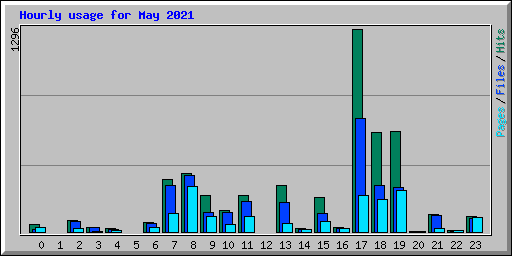 Hourly usage for May 2021
1296
Pages/Files/Hits
0 1 2 3 4 5 6 7 8 9 10 11 12 13 14 15 16 17 18 19 20 21 22 23